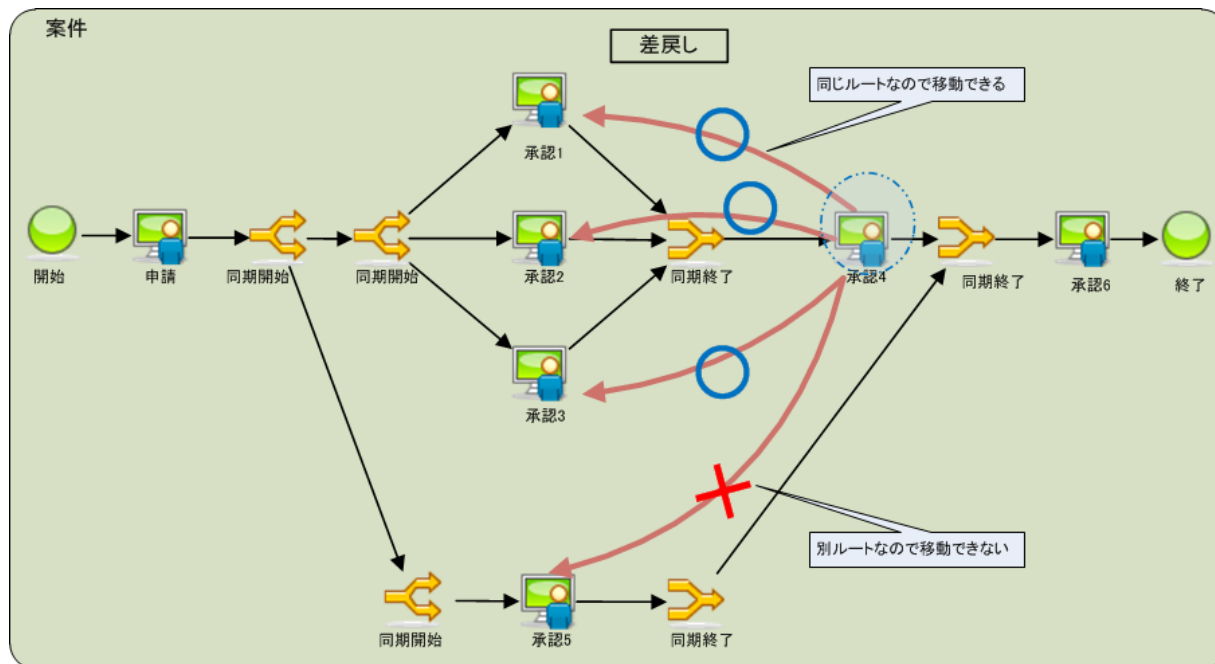 案件
差戻し
同じルートなので移動できる
承認1
開始
申請
同期開始
同期開始
承認2
同期終了
承認4
同期終了
承認6
終了
承認3
別ルートなので移動できない
同期開始
承認5
同期終了